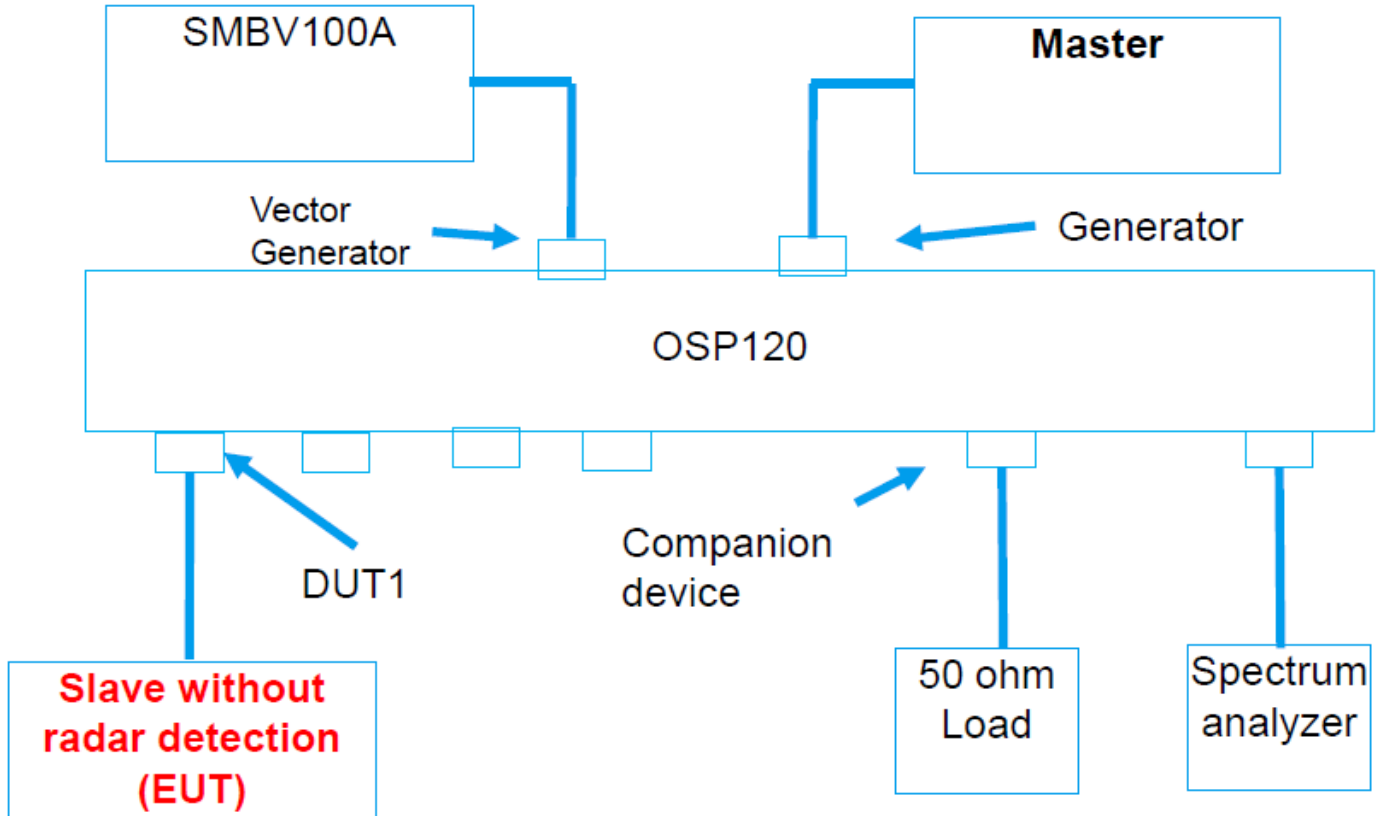 SMBV100A
Master
Vector
Generator
Generator
OSP120
DUT1
Companion
device
Slave without
radar detection
(EUT)
50 ohm
Load
Spectrum
analyzer